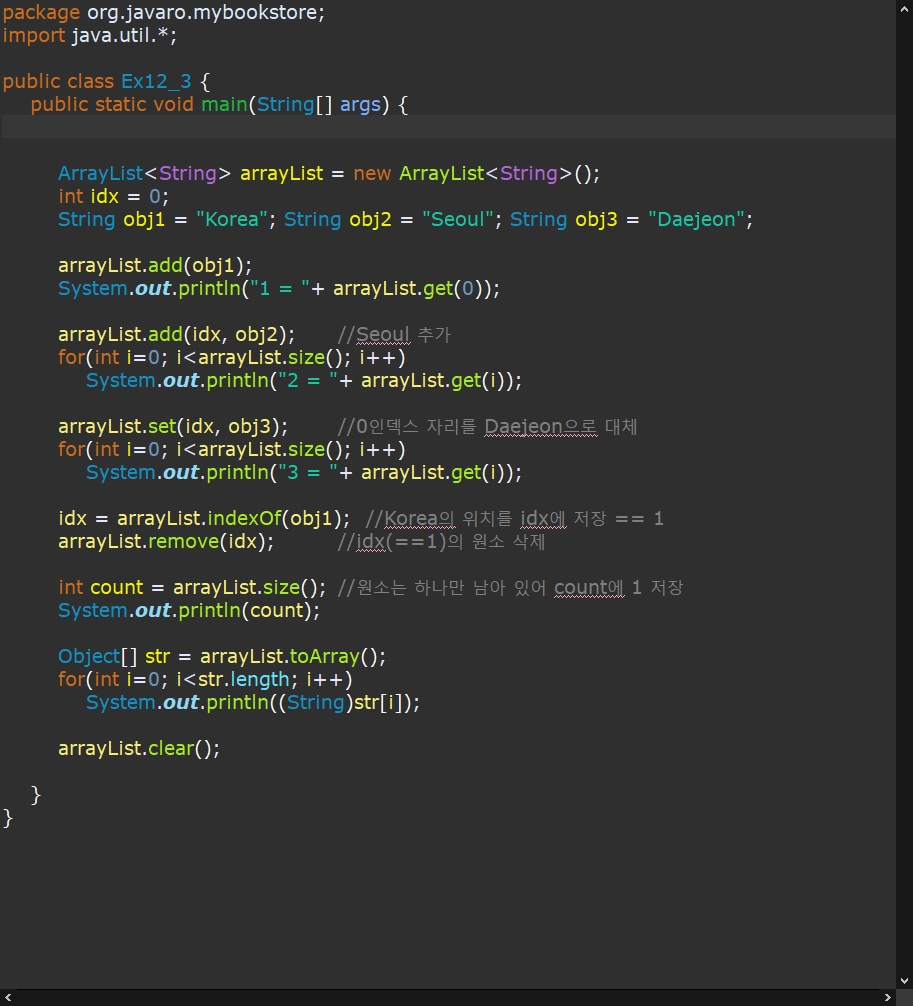 package org.javaro.mybookstore;
import java.util.*;
public class Ex12_3 {
public static void main(String[] args) {
ArrayList<String> arrayList = new ArrayList<String>();
int idx = 0;
String obj1 = "Korea"; String obj2 = "Seoul"; String obj3 = "Daejeon";
arrayList.add(obj1);
System.out.println("1 = "+ arrayList.get(0));
arrayList.add(idx, obj2); //Seoul 추가
for(int i=0; i<arrayList.size(); i++)
System.out.println("2 = "+ arrayList.get(i));
arrayList.set(idx, obj3); //0인덱스 자리를 Daejeon으로 대체
for(int i=0; i<arrayList.size(); i++)
System.out.println("3 = "+ arrayList.get(i));
idx = arrayList.indexOf(obj1); //Korea의 위치를 idx에 저장 == 1
arrayList.remove(idx); //idx(==1)의 원소 삭제
int count = arrayList.size(); //원소는 하나만 남아 있어 count에 1 저장
System.out.println(count);
Object[] str = arrayList.toArray();
for(int i=0; i<str.length; i++)
System.out.println((String)str[i]);
arrayList.clear();
}
}